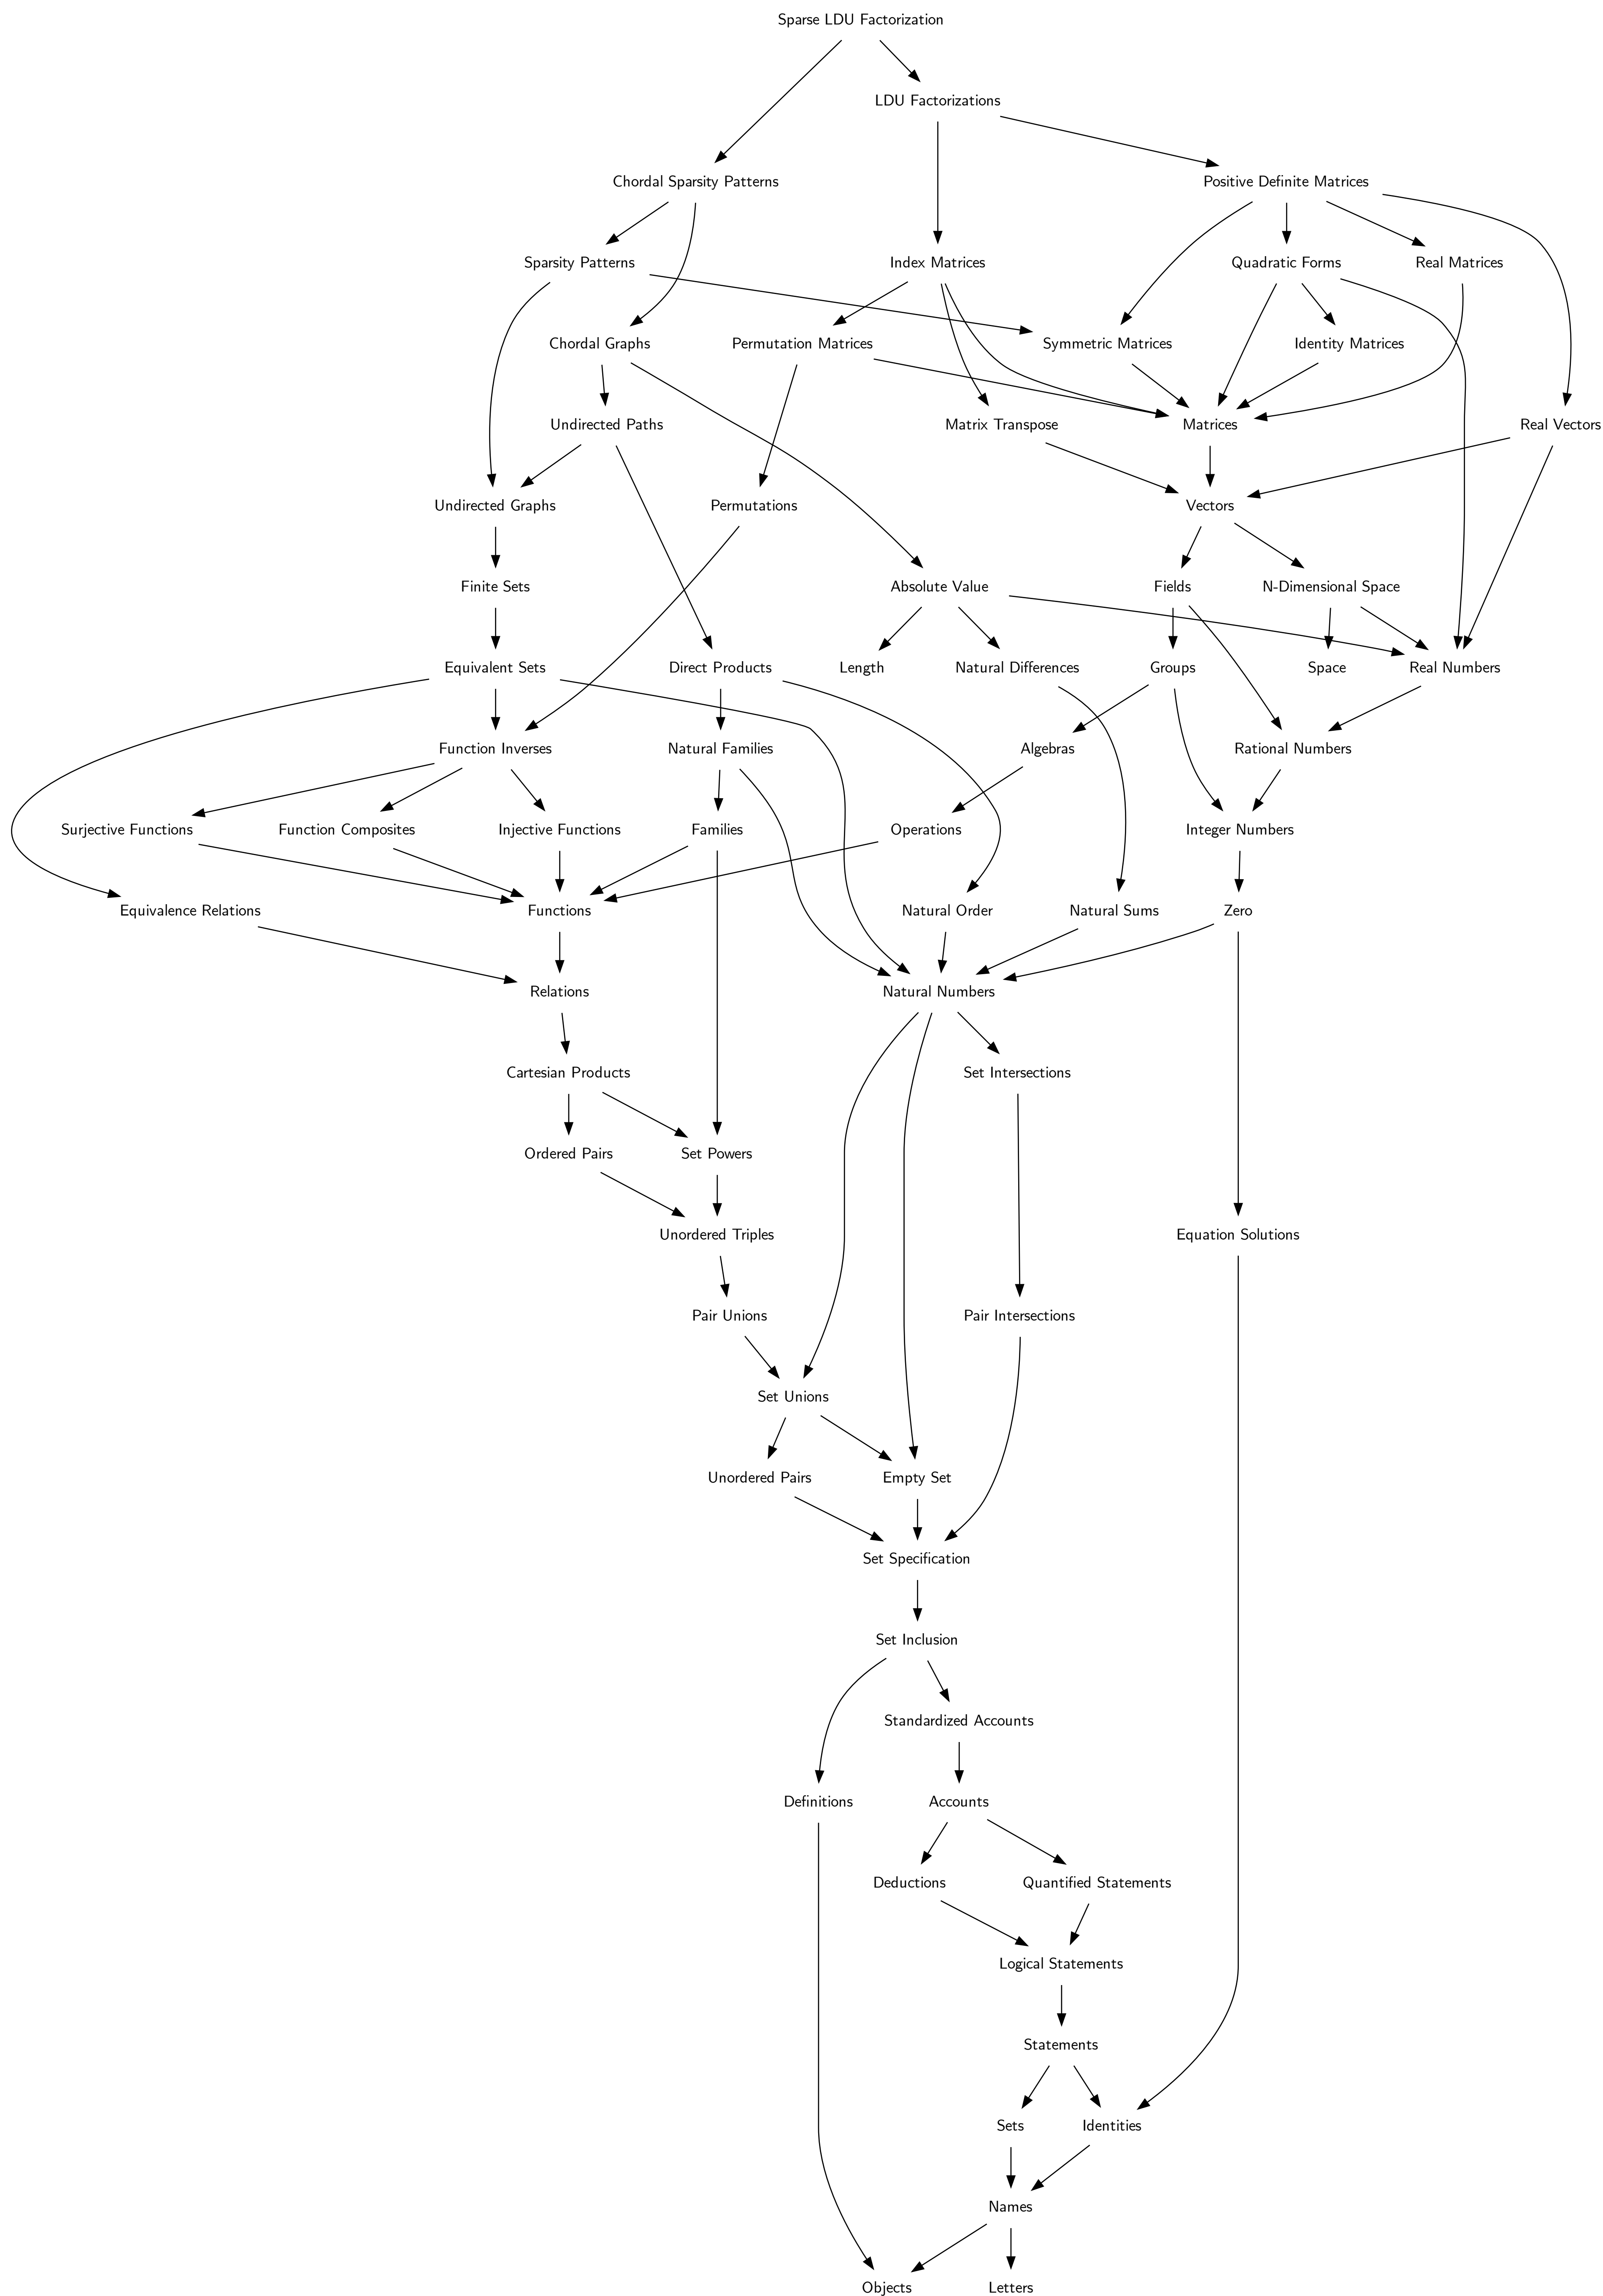 Sparse LDU Factorization
LDU Factorizations
Chordal Sparsity Patterns
Positive Definite Matrices
Sparsity Patterns
Index Matrices
Quadratic Forms
Real Matrices
Chordal Graphs
Permutation Matrices
Symmetric Matrices
Identity Matrices
Undirected Paths
Matrix Transpose
Matrices
Real Vectors
Undirected Graphs
Permutations
Vectors
Finite Sets
Absolute Value
Fields
N-Dimensional Space
Equivalent Sets
Direct Products
Length
Natural Differences
Groups
Space
Real Numbers
Function Inverses
Natural Families
Algebras
Rational Numbers
Surjective Functions
Function Composites
Injective Functions
Families
Operations
Integer Numbers
Equivalence Relations
Functions
Natural Order
Natural Sums
Zero
Relations
Natural Numbers
Cartesian Products
Set Intersections
Ordered Pairs
Set Powers
Unordered Triples
Equation Solutions
Pair Unions
Pair Intersections
Set Unions
Unordered Pairs
Empty Set
Set Specification
Set Inclusion
Standardized Accounts
Definitions
Accounts
Deductions
Quantified Statements
Logical Statements
Statements
Sets
Identities
Names
Objects
Letters